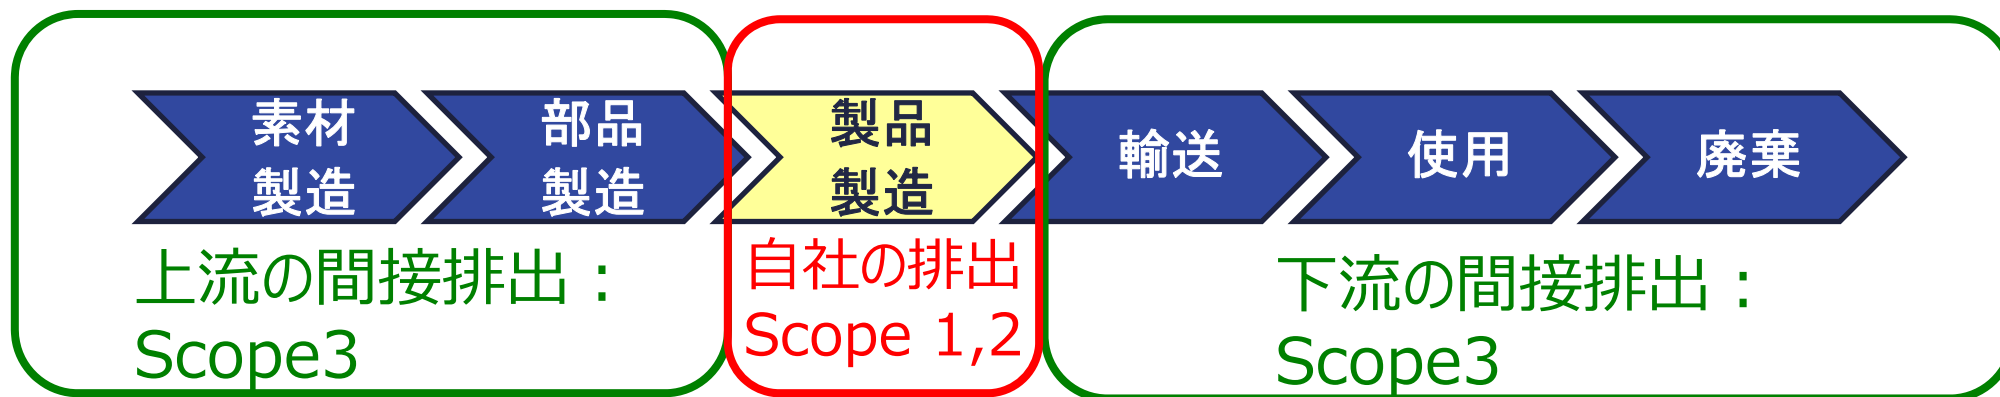 素材
製造
部品
製造
製品
製造
輸送
使用
廃棄
上流の間接排出：
Scope3
自社の排出
Scope 1,2
下流の間接排出：
Scope3